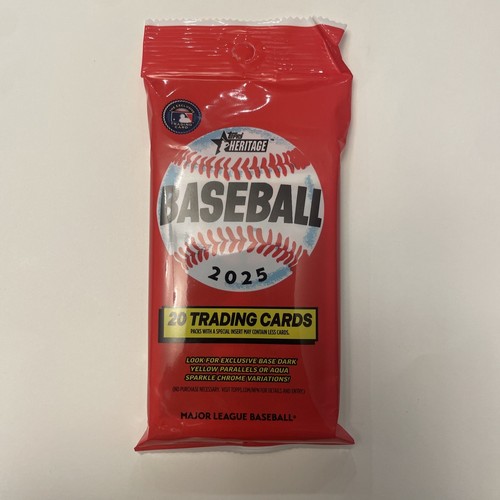 Topps
HERITAGE
BASEBALL
2025
20 TRADING CARDS
PACKS WITH A SPECIAL INSERT MAY CONTAIN LESS CARDS.
LOOK FOR EXCLUSIVE BASE DARK
YELLOW PARALLELS OR AQUA
SPARKLE CHROME VARIATIONS!
MAJOR LEAGUE BASEBALL®